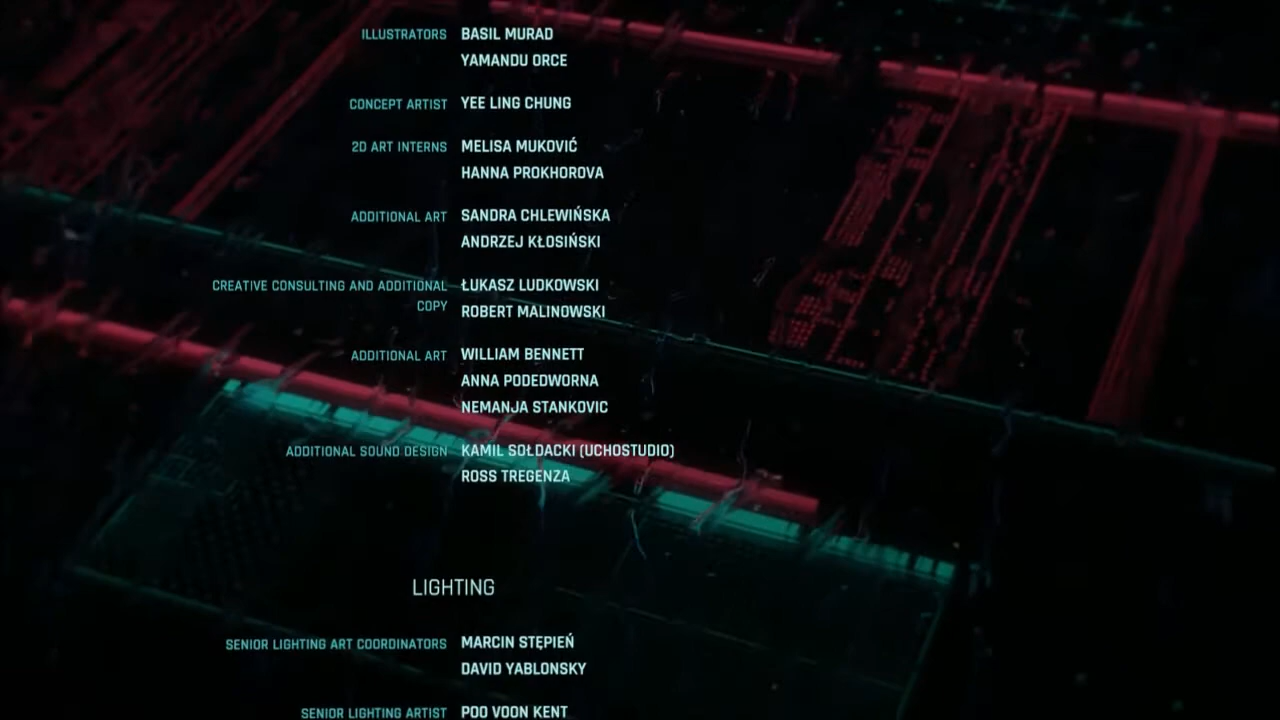 ILLUSTRATORS BASIL MURAD
YAMANDU ORCE
CONCEPT ARTIST YEE LING CHUNG
2D ART INTERNS MELISA MUKOVIĆ
HANNA PROKHOROVA
ADDITIONAL ART SANDRA CHLEWIŃSKA
ANDRZEJ KŁOSIŃSKI
CREATIVE CONSULTING AND ADDITIONAL ŁUKASZ LUDKOWSKI
COPY ROBERT MALINOWSKI
ADDITIONAL ART WILLIAM BENNETT
ANNA PODEDWORNA
NEMANJA STANKOVIC
ADDITIONAL SOUND DESIGN KAMIL SOŁDACKI (UCHOSTUDIO)
ROSS TREGENZA
LIGHTING
SENIOR LIGHTING ART COORDINATORS MARCIN STĘPIEŃ
DAVID YABLONSKY
SENIOR LIGHTING ARTIST POO VOON KENT